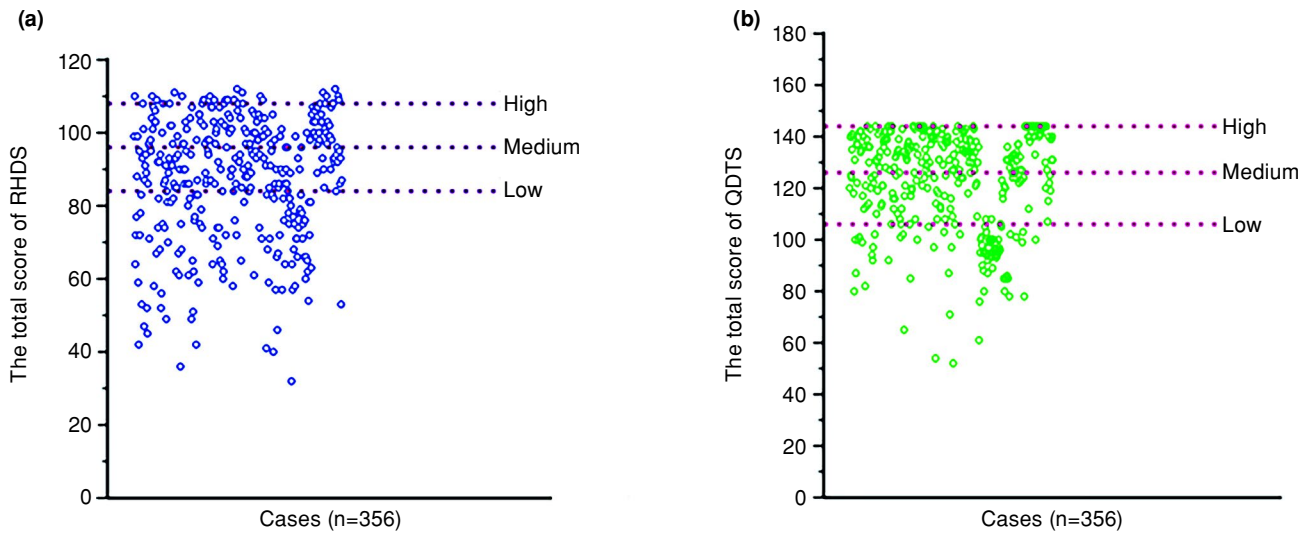 (a)
The total score of RHDS
120
100
80
60
40
20
0
High
Medium
Low
Cases (n=356)
(b)
The total score of QDTS
180
160
140
120
100
80
60
40
20
0
High
Medium
Low
Cases (n=356)